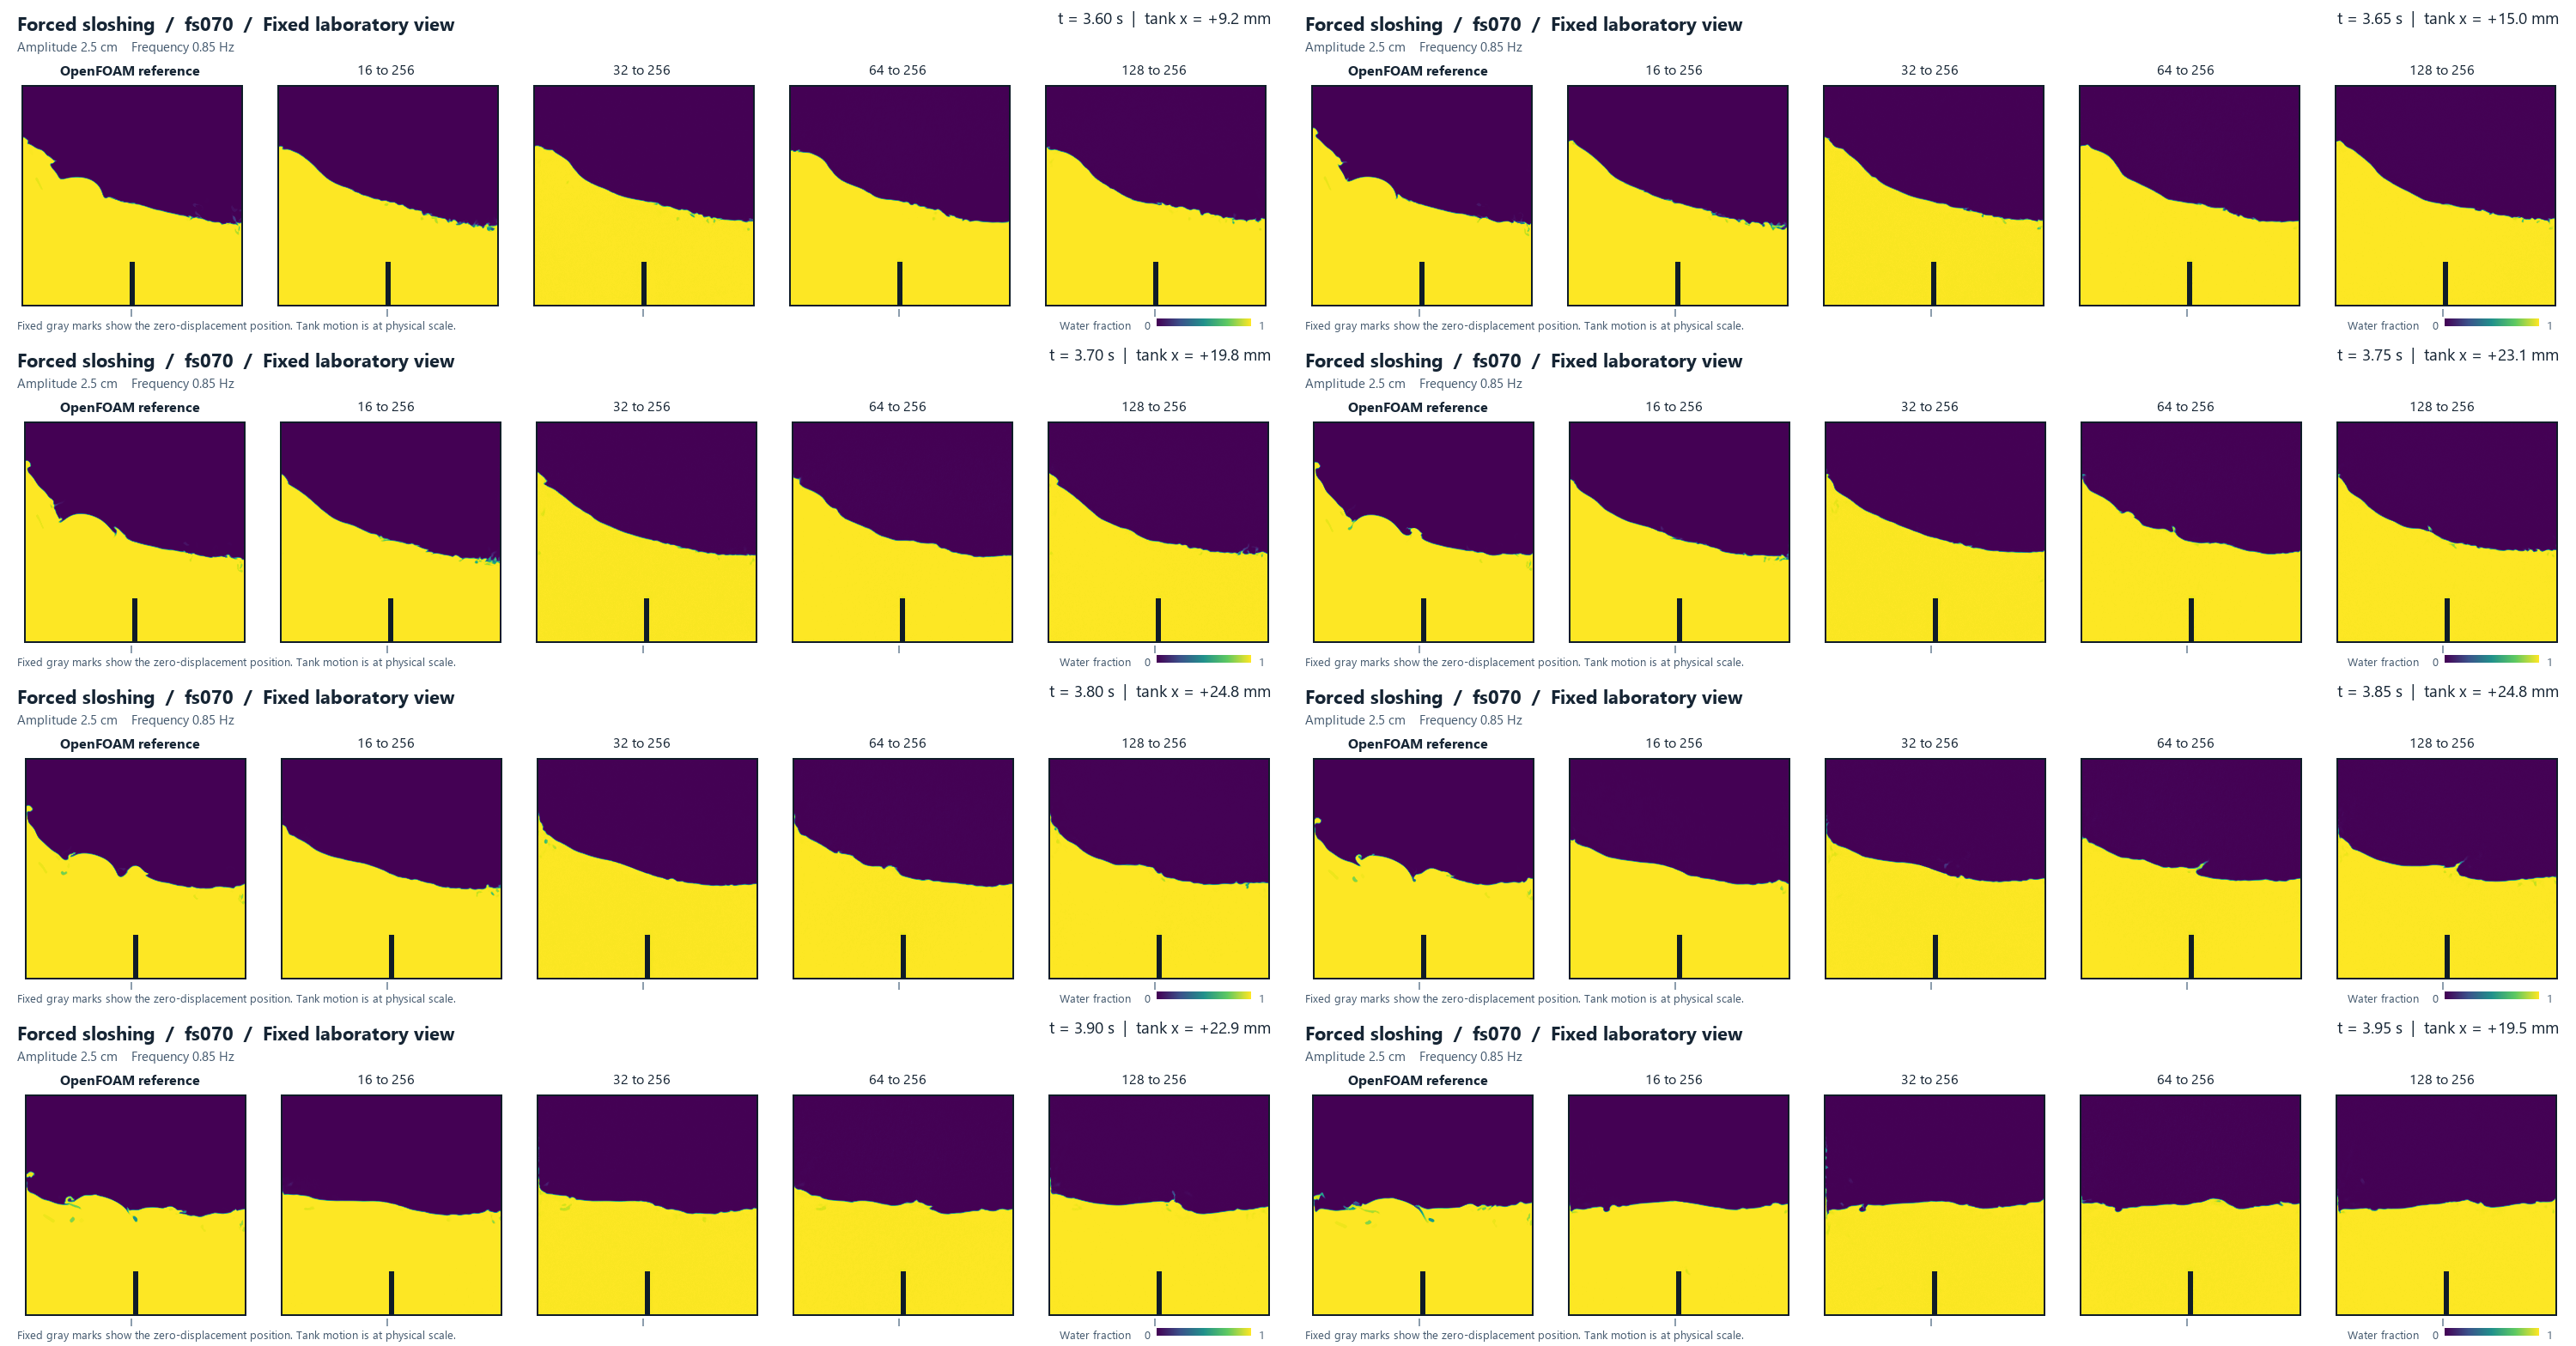 Forced sloshing / fs070 / Fixed laboratory view
t = 3.60 s | tank x = +9.2 mm
Amplitude 2.5 cm Frequency 0.85 Hz
OpenFOAM reference
16 to 256
32 to 256
64 to 256
128 to 256
Fixed gray marks show the zero-displacement position. Tank motion is at physical scale.
Water fraction 0 1
Forced sloshing / fs070 / Fixed laboratory view
t = 3.65 s | tank x = +15.0 mm
Amplitude 2.5 cm Frequency 0.85 Hz
OpenFOAM reference
16 to 256
32 to 256
64 to 256
128 to 256
Fixed gray marks show the zero-displacement position. Tank motion is at physical scale.
Water fraction 0 1
Forced sloshing / fs070 / Fixed laboratory view
t = 3.70 s | tank x = +19.8 mm
Amplitude 2.5 cm Frequency 0.85 Hz
OpenFOAM reference
16 to 256
32 to 256
64 to 256
128 to 256
Fixed gray marks show the zero-displacement position. Tank motion is at physical scale.
Water fraction 0 1
Forced sloshing / fs070 / Fixed laboratory view
t = 3.75 s | tank x = +23.1 mm
Amplitude 2.5 cm Frequency 0.85 Hz
OpenFOAM reference
16 to 256
32 to 256
64 to 256
128 to 256
Fixed gray marks show the zero-displacement position. Tank motion is at physical scale.
Water fraction 0 1
Forced sloshing / fs070 / Fixed laboratory view
t = 3.80 s | tank x = +24.8 mm
Amplitude 2.5 cm Frequency 0.85 Hz
OpenFOAM reference
16 to 256
32 to 256
64 to 256
128 to 256
Fixed gray marks show the zero-displacement position. Tank motion is at physical scale.
Water fraction 0 1
Forced sloshing / fs070 / Fixed laboratory view
t = 3.85 s | tank x = +24.8 mm
Amplitude 2.5 cm Frequency 0.85 Hz
OpenFOAM reference
16 to 256
32 to 256
64 to 256
128 to 256
Fixed gray marks show the zero-displacement position. Tank motion is at physical scale.
Water fraction 0 1
Forced sloshing / fs070 / Fixed laboratory view
t = 3.90 s | tank x = +22.9 mm
Amplitude 2.5 cm Frequency 0.85 Hz
OpenFOAM reference
16 to 256
32 to 256
64 to 256
128 to 256
Fixed gray marks show the zero-displacement position. Tank motion is at physical scale.
Water fraction 0 1
Forced sloshing / fs070 / Fixed laboratory view
t = 3.95 s | tank x = +19.5 mm
Amplitude 2.5 cm Frequency 0.85 Hz
OpenFOAM reference
16 to 256
32 to 256
64 to 256
128 to 256
Fixed gray marks show the zero-displacement position. Tank motion is at physical scale.
Water fraction 0 1